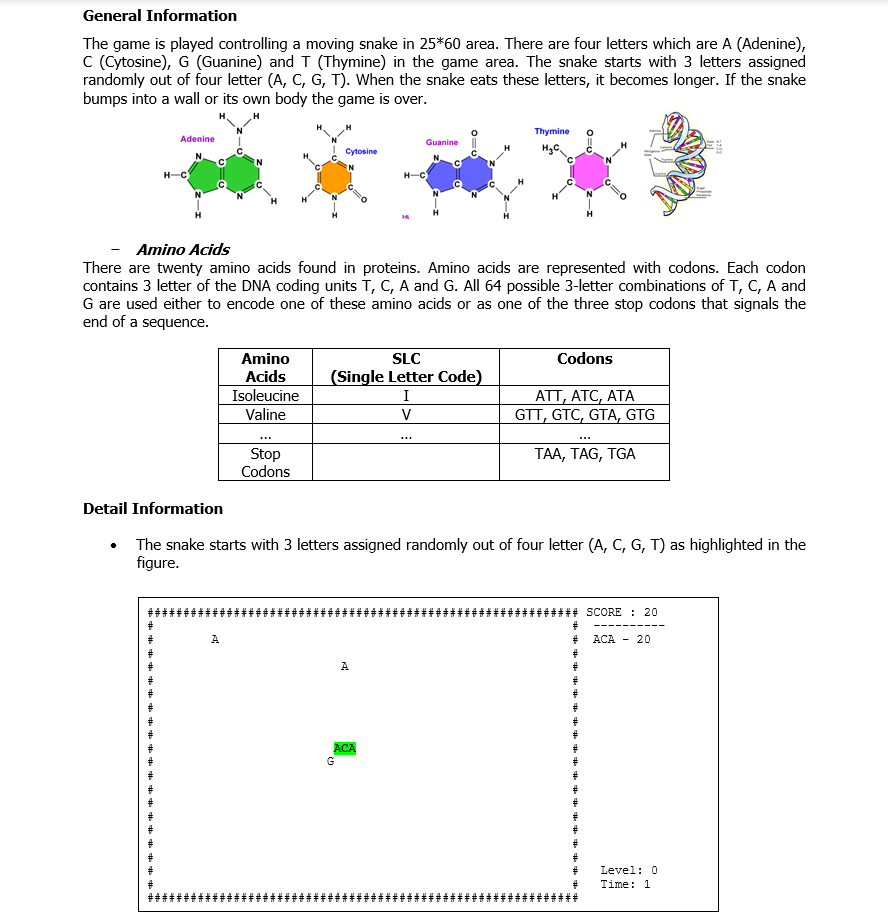 General Information
The game is played controlling a moving snake in 25*60 area. There are four letters which are A (Adenine),
C (Cytosine), G (Guanine) and T (Thymine) in the game area. The snake starts with 3 letters assigned
randomly out of four letter (A, C, G, T). When the snake eats these letters, it becomes longer. If the snake
bumps into a wall or its own body the game is over.
Adenine
Cytosine
Guanine
Thymine
– Amino Acids
There are twenty amino acids found in proteins. Amino acids are represented with codons. Each codon
contains 3 letter of the DNA coding units T, C, A and G. All 64 possible 3-letter combinations of T, C, A and
G are used either to encode one of these amino acids or as one of the three stop codons that signals the
end of a sequence.
Amino Acids SLC (Single Letter Code) Codons
Isoleucine I ATT, ATC, ATA
Valine V GTT, GTC, GTA, GTG
... ... ...
Stop Codons TAA, TAG, TGA
Detail Information
• The snake starts with 3 letters assigned randomly out of four letter (A, C, G, T) as highlighted in the
figure.
############################################################ SCORE : 20
# # ----------
# A # ACA - 20
# #
# A #
# #
# #
# #
# #
# #
# ACA #
# G #
# #
# #
# #
# #
# #
# #
# #
# # Level: 0
# # Time: 1
############################################################